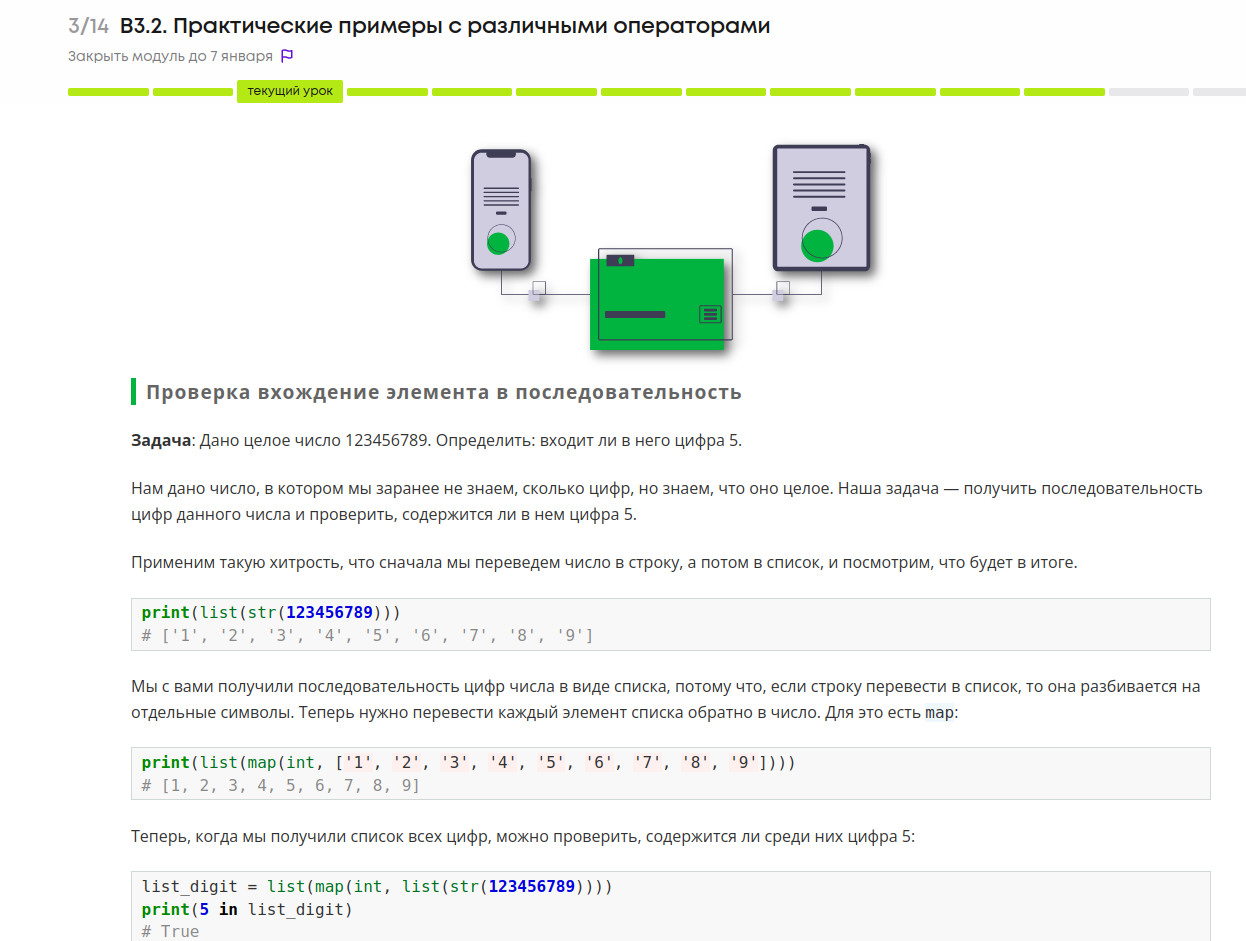 3/14 B3.2. Практические примеры с различными операторами
Закрыть модуль до 7 января
текущий урок
Проверка вхождение элемента в последовательность
Задача: Дано целое число 123456789. Определить: входит ли в него цифра 5.
Нам дано число, в котором мы заранее не знаем, сколько цифр, но знаем, что оно целое. Наша задача — получить последовательность
цифр данного числа и проверить, содержится ли в нем цифра 5.
Применим такую хитрость, что сначала мы переведем число в строку, а потом в список, и посмотрим, что будет в итоге.
print(list(str(123456789)))
# ['1', '2', '3', '4', '5', '6', '7', '8', '9']
Мы с вами получили последовательность цифр числа в виде списка, потому что, если строку перевести в список, то она разбивается на
отдельные символы. Теперь нужно перевести каждый элемент списка обратно в число. Для это есть map:
print(list(map(int, ['1', '2', '3', '4', '5', '6', '7', '8', '9'])))
# [1, 2, 3, 4, 5, 6, 7, 8, 9]
Теперь, когда мы получили список всех цифр, можно проверить, содержится ли среди них цифра 5:
list_digit = list(map(int, list(str(123456789))))
print(5 in list_digit)
# True